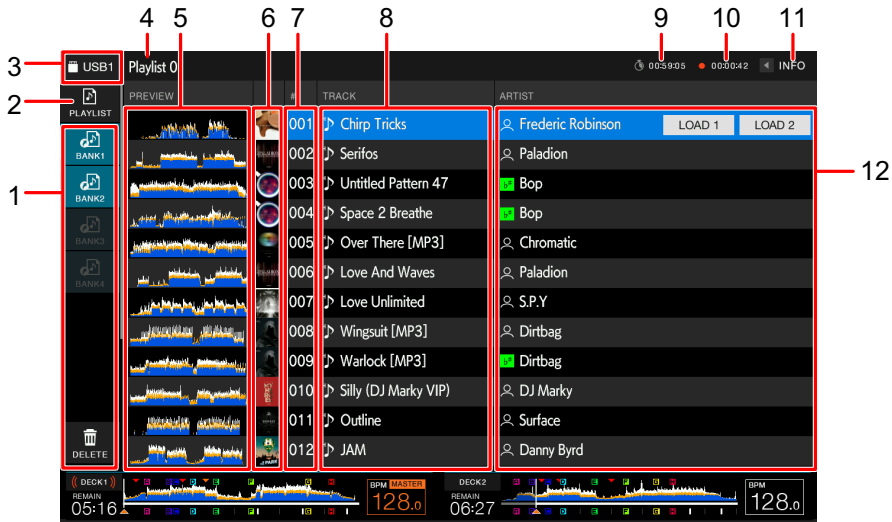 4 5 6 7 8 9 10 11
3 USB1 Playlist 0 00:59:05 00:00:42 INFO
2 PLAYLIST PREVIEW # TRACK ARTIST
1
12
BANK1
BANK2
BANK3
BANK4
DELETE
001 Chirp Tricks Frederic Robinson LOAD 1 LOAD 2
002 Serifos Paladion
003 Untitled Pattern 47 Bop
004 Space 2 Breathe Bop
005 Over There [MP3] Chromatic
006 Love And Waves Paladion
007 Love Unlimited S.P.Y
008 Wingsuit [MP3] Dirtbag
009 Warlock [MP3] Dirtbag
010 Silly (DJ Marky VIP) DJ Marky
011 Outline Surface
012 JAM Danny Byrd
DECK1 BPM MASTER DECK2 BPM
REMAIN 05:16 128.0 REMAIN 06:27 128.0